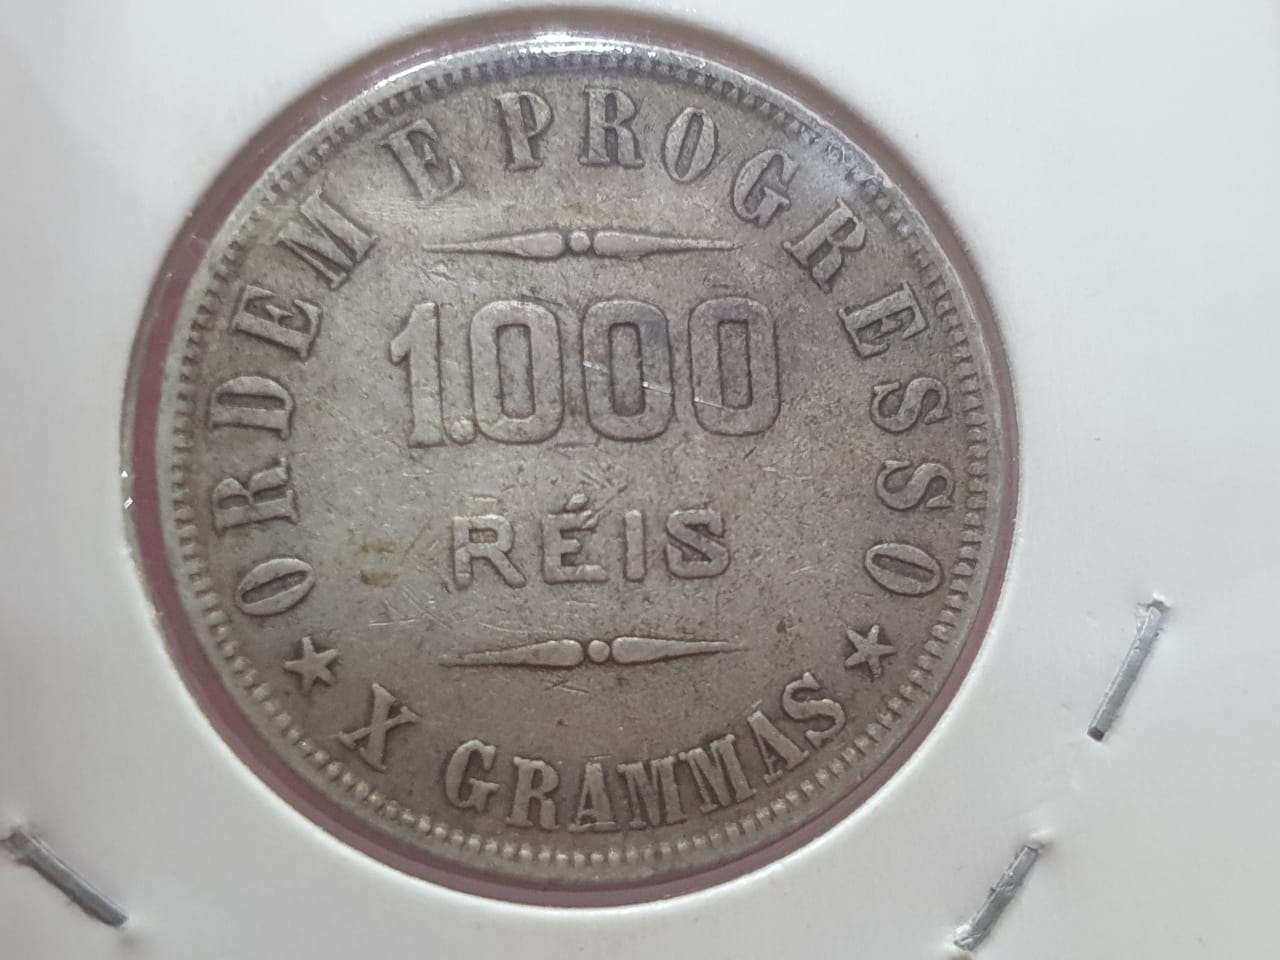 ORDEM E PROGRESSO
1.000
RÉIS
★ X GRAMMAS ★